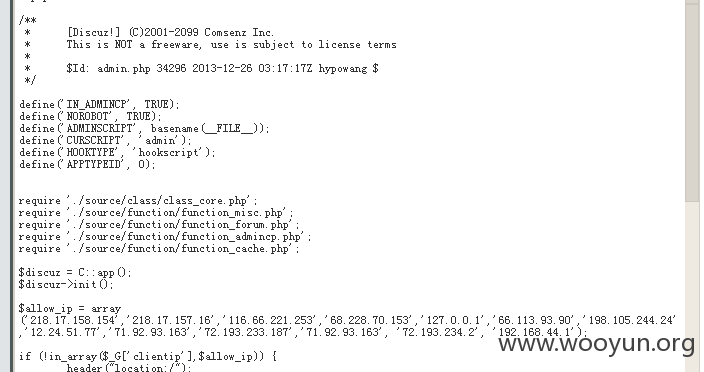 /**
 *      [Discuz!] (C)2001-2099 Comsenz Inc.
 *      This is NOT a freeware, use is subject to license terms
 *
 *      $Id: admin.php 34296 2013-12-26 03:17:17Z hypowang $
 */
define('IN_ADMINCP', TRUE);
define('NOROBOT', TRUE);
define('ADMINSCRIPT', basename(__FILE__));
define('CURSCRIPT', 'admin');
define('HOOKTYPE', 'hookscript');
define('APPTYPEID', 0);
require './source/class/class_core.php';
require './source/function/function_misc.php';
require './source/function/function_forum.php';
require './source/function/function_admincp.php';
require './source/function/function_cache.php';
$discuz = C::app();
$discuz->init();
$allow_ip = array
('218.17.158.154','218.17.157.16','116.66.221.253','68.228.70.153','127.0.0.1','66.113.93.90','198.105.244.24'
,'12.24.51.77','71.92.93.163','72.193.233.187','71.92.93.163', '72.193.234.2', '192.168.44.1');
www.wooyun.org
if (!in_array($_G['clientip'],$allow_ip)) {
header("location:/");